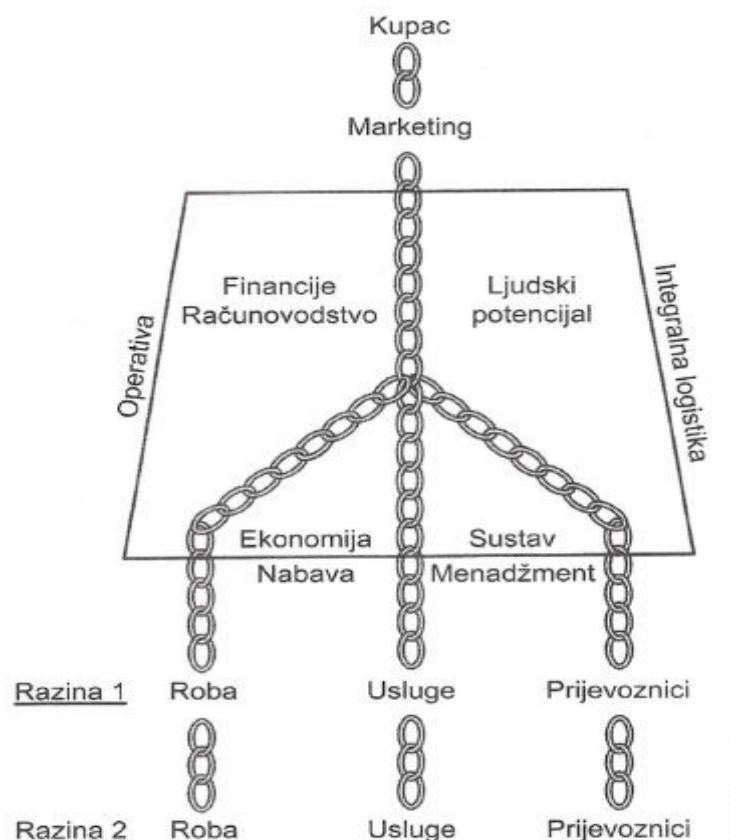 Kupac
Marketing
Financije
Računovodstvo
Ljudski
potencijal
Operativa
Integralna logistika
Ekonomija
Sustav
Nabava
Menadžment
Razina 1
Roba
Usluge
Prijevoznici
Razina 2
Roba
Usluge
Prijevoznici